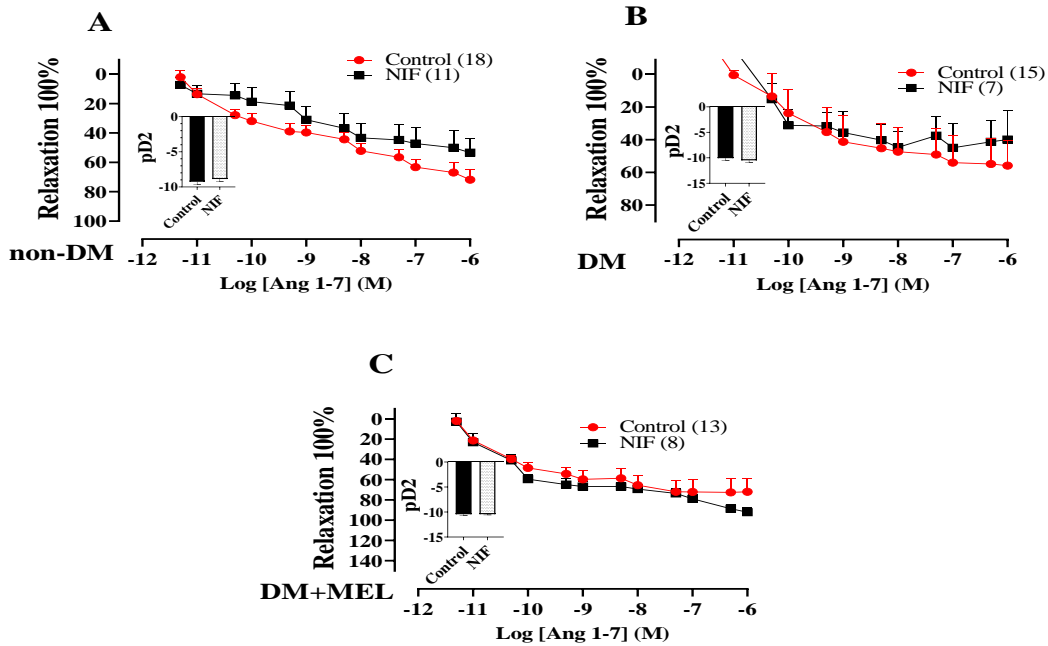 A
Relaxation 100%
0
20
40
60
80
100
Control (18)
NIF (11)
pD2
0
-5
-10
Control
NIF
non-DM
-12 -11 -10 -9 -8 -7 -6
Log [Ang 1-7] (M)
B
Relaxation 100%
0
20
40
60
80
Control (15)
NIF (7)
pD2
0
-5
-10
-15
Control
NIF
DM
-12 -11 -10 -9 -8 -7 -6
Log [Ang 1-7] (M)
C
Relaxation 100%
0
20
40
60
80
100
120
140
Control (13)
NIF (8)
pD2
0
-5
-10
-15
Control
NIF
DM+MEL
-12 -11 -10 -9 -8 -7 -6
Log [Ang 1-7] (M)